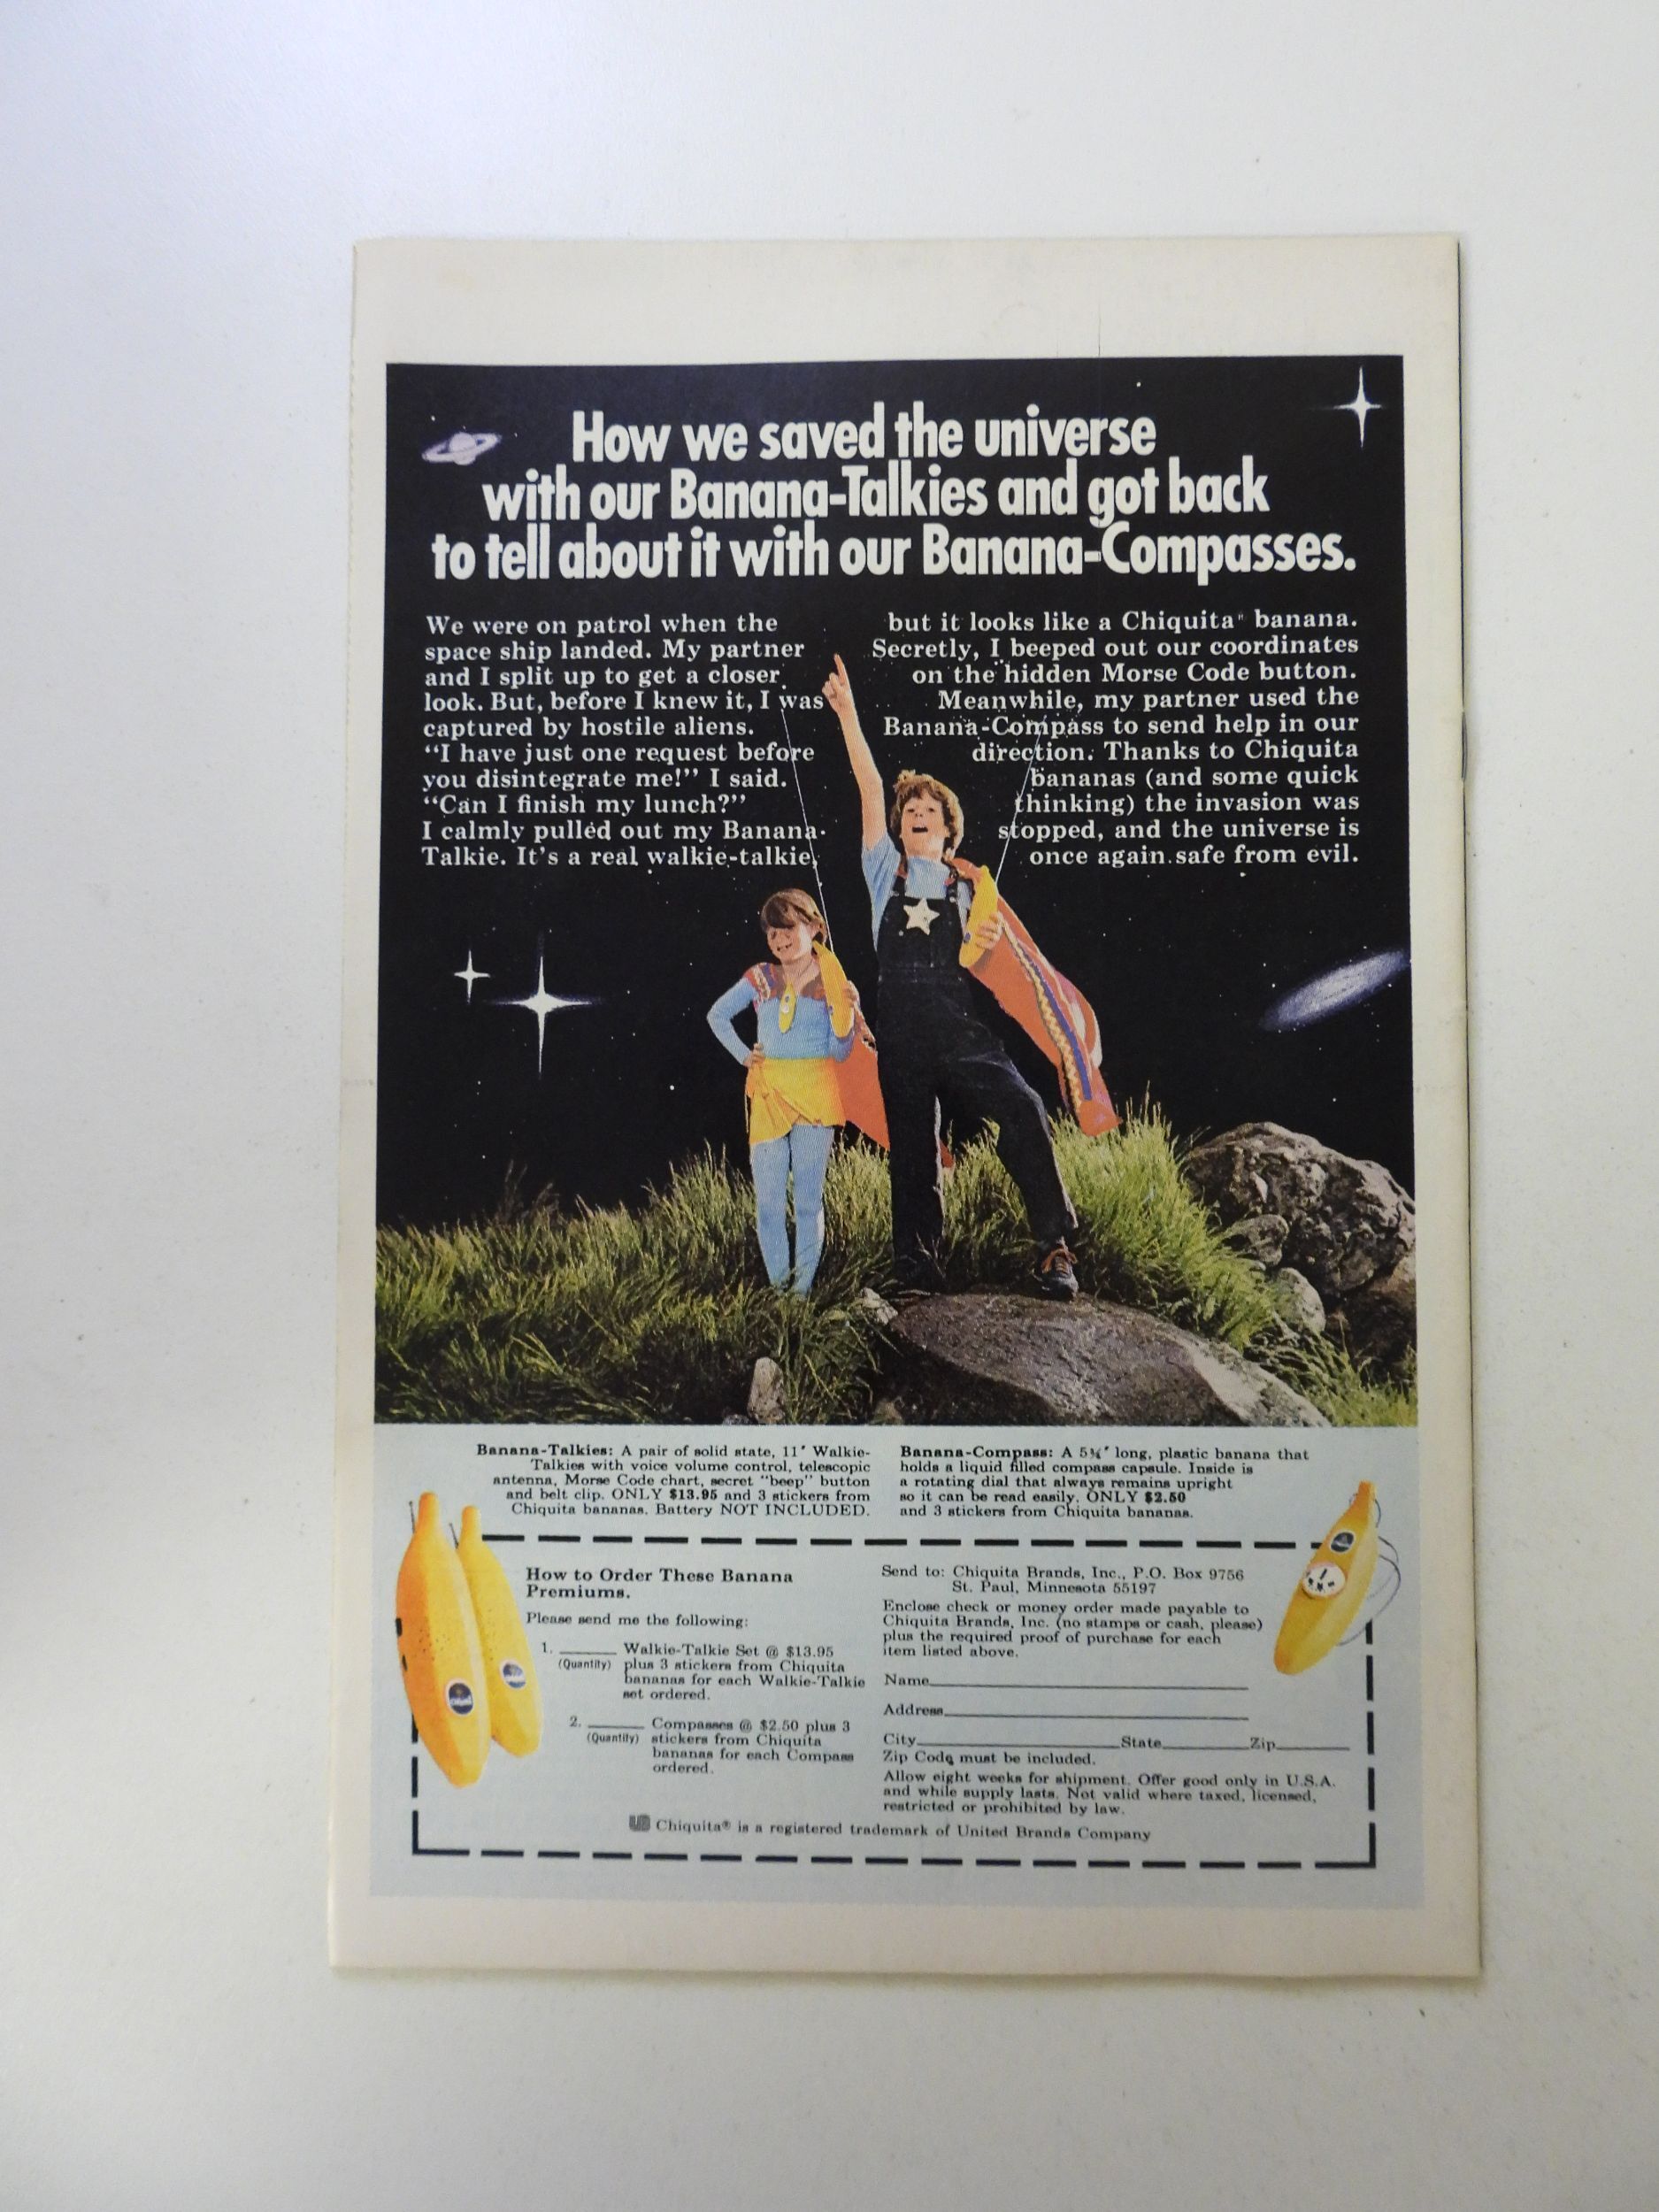 How we saved the universe
with our Banana-Talkies and got back
to tell about it with our Banana-Compasses.
We were on patrol when the
space ship landed. My partner
and I split up to get a closer
look. But, before I knew it, I was
captured by hostile aliens.
“I have just one request before
you disintegrate me!” I said.
“Can I finish my lunch?”
I calmly pulled out my Banana-
Talkie. It's a real walkie-talkie,
but it looks like a Chiquita® banana.
Secretly, I beeped out our coordinates
on the hidden Morse Code button.
Meanwhile, my partner used the
Banana-Compass to send help in our
direction. Thanks to Chiquita
bananas (and some quick
thinking) the invasion was
stopped, and the universe is
once again safe from evil.
Banana-Talkies: A pair of solid state, 11″ Walkie-
Talkies with voice volume control, telescopic
antenna, Morse Code chart, secret “beep” button
and belt clip. ONLY $13.95 and 3 stickers from
Chiquita bananas. Battery NOT INCLUDED.
Banana-Compass: A 5¾″ long, plastic banana that
holds a liquid filled compass capsule. Inside is
a rotating dial that always remains upright
so it can be read easily. ONLY $2.50
and 3 stickers from Chiquita bananas.
How to Order These Banana
Premiums.
Please send me the following:
1. ______ Walkie-Talkie Set @ $13.95
(Quantity) plus 3 stickers from Chiquita
bananas for each Walkie-Talkie
set ordered.
2. ______ Compasses @ $2.50 plus 3
(Quantity) stickers from Chiquita
bananas for each Compass
ordered.
Send to: Chiquita Brands, Inc., P.O. Box 9756
St. Paul, Minnesota 55197
Enclose check or money order made payable to
Chiquita Brands, Inc. (no stamps or cash, please)
plus the required proof of purchase for each
item listed above.
Name
Address
City State Zip
Zip Code must be included.
Allow eight weeks for shipment. Offer good only in U.S.A.
and while supply lasts. Not valid where taxed, licensed,
restricted or prohibited by law.
Chiquita® is a registered trademark of United Brands Company